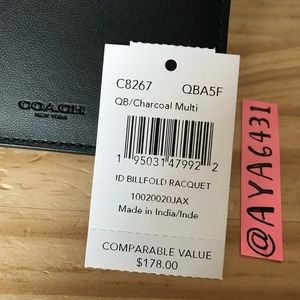 COACH
NEW YORK
C8267 QBA5F
QB/Charcoal Multi
1 95031 47992 2
ID BILLFOLD RACQUET
10020020JAX
Made in India/Inde
COMPARABLE VALUE
$178.00
@AYA6431